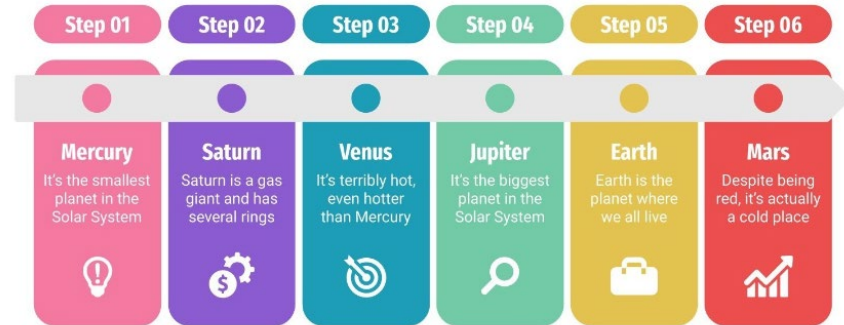 Step 01
Step 02
Step 03
Step 04
Step 05
Step 06
Mercury
It's the smallest
planet in the
Solar System
Saturn
Saturn is a gas
giant and has
several rings
Venus
It's terribly hot,
even hotter
than Mercury
Jupiter
It's the biggest
planet in the
Solar System
Earth
Earth is the
planet where
we all live
Mars
Despite being
red, it's actually
a cold place
$